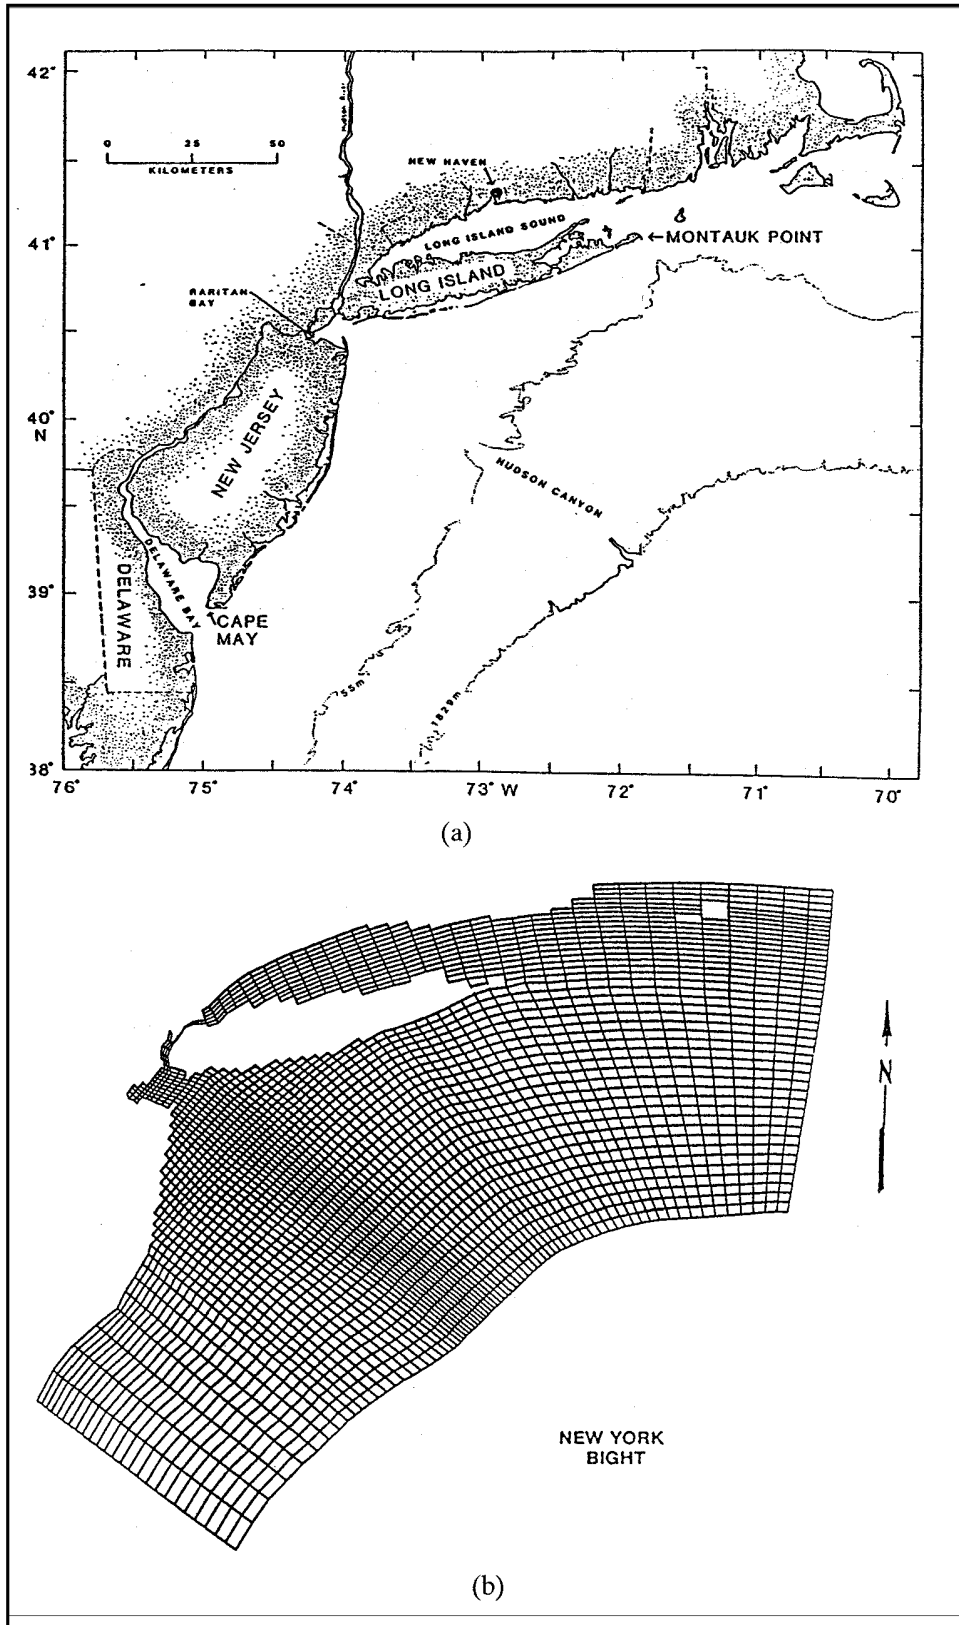 42°
HUDSON RIVER
0 25 50
KILOMETERS
NEW HAVEN
41°
LONG ISLAND SOUND
←MONTAUK POINT
LONG ISLAND
RARITAN
BAY
40°
N
NEW JERSEY
HUDSON CANYON
39°
DELAWARE BAY
DELAWARE
CAPE
MAY
55m
1829m
38°
76° 75° 74° 73° W 72° 71° 70°
(a)
N
NEW YORK
BIGHT
(b)